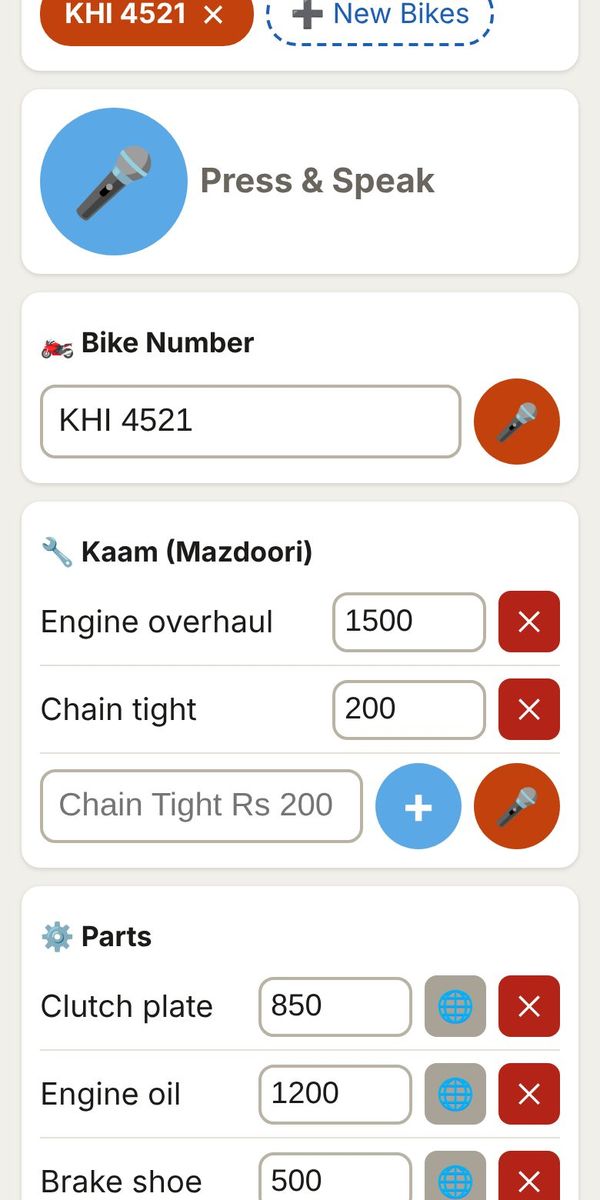 KHI 4521 ×
➕ New Bikes
Press & Speak
Bike Number
KHI 4521
Kaam (Mazdoori)
Engine overhaul 1500 ×
Chain tight 200 ×
Chain Tight Rs 200 +
Parts
Clutch plate 850 ×
Engine oil 1200 ×
Brake shoe 500 ×